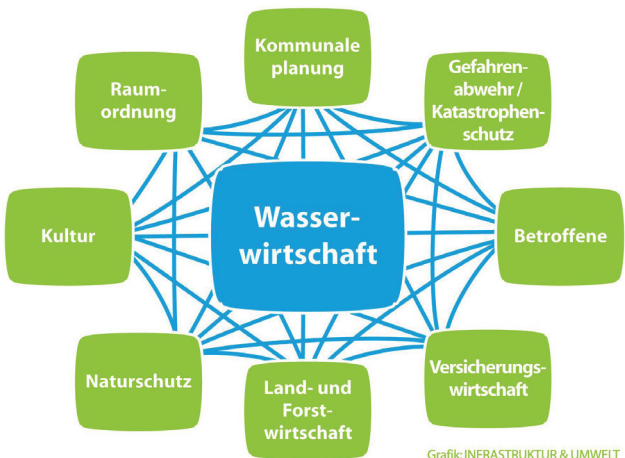 Kommunale
planung
Gefahren-
abwehr /
Katastrophen-
schutz
Raum-
ordnung
Wasser-
wirtschaft
Kultur
Betroffene
Naturschutz
Land- und
Forst-
wirtschaft
Versicherungs-
wirtschaft
Grafik: INFRASTRUKTUR & UMWELT